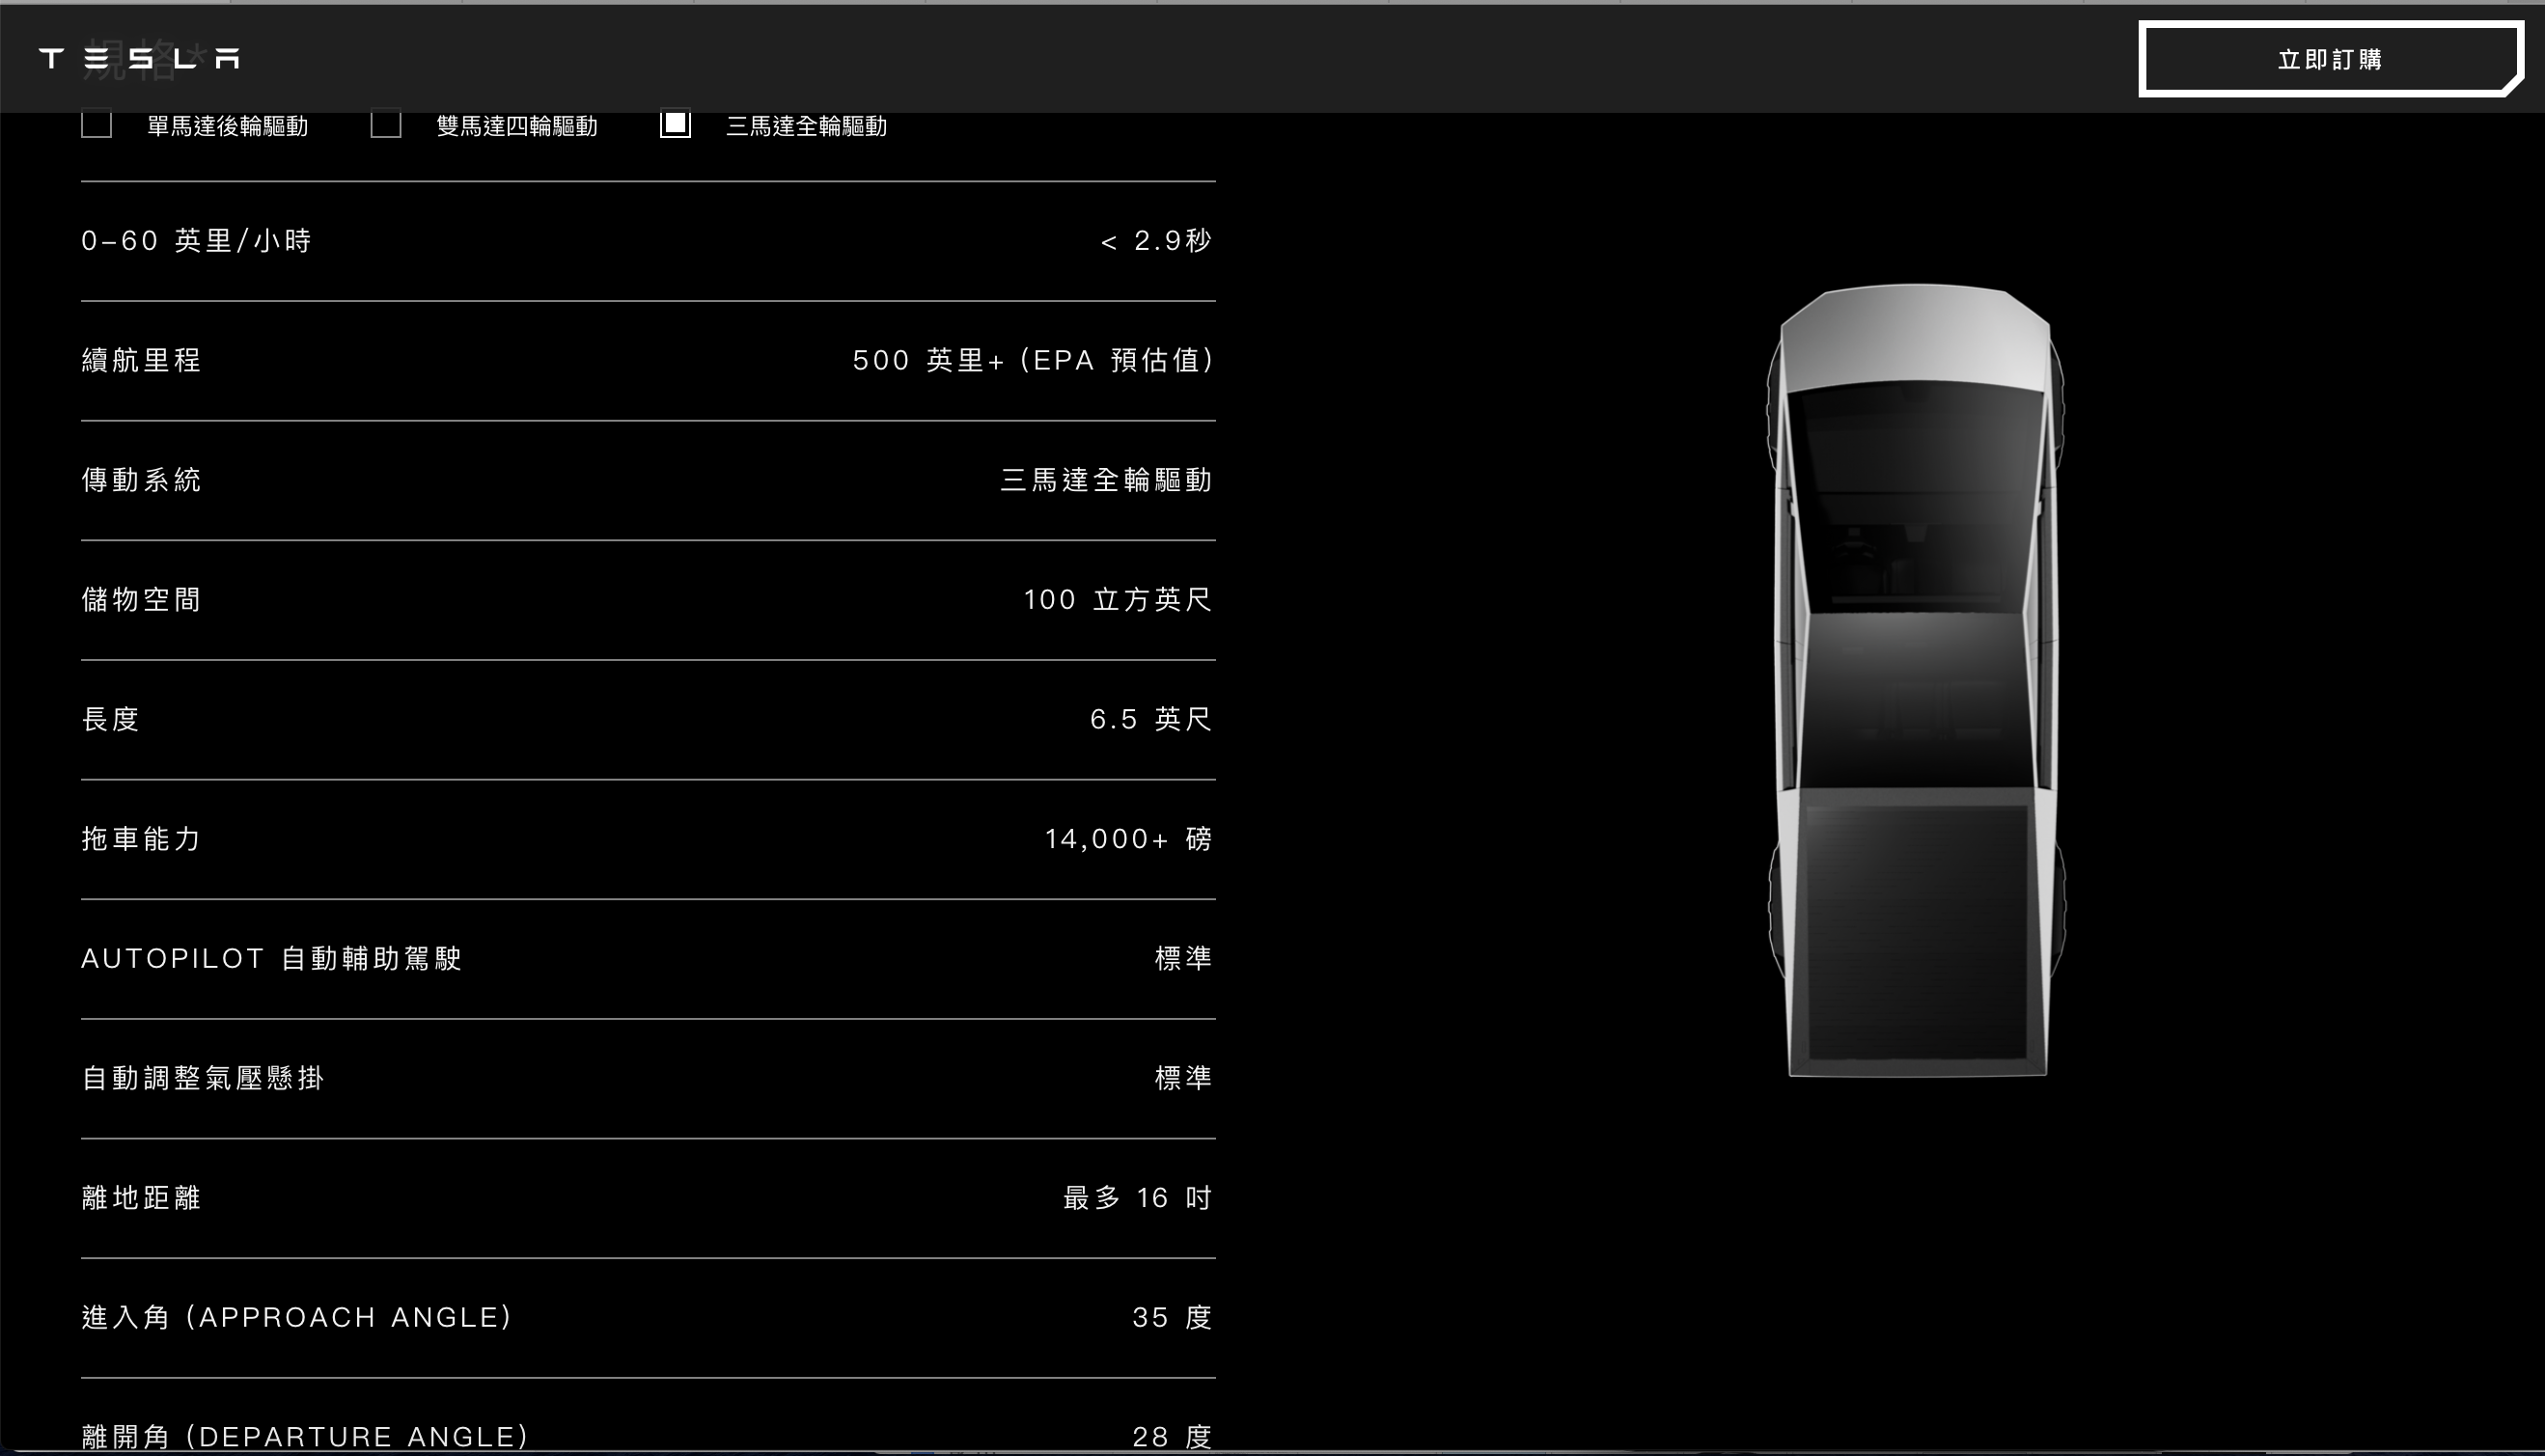 TESLA
規格*
立即訂購
單馬達後輪驅動 雙馬達四輪驅動 三馬達全輪驅動
0–60 英里/小時 < 2.9秒
續航里程 500 英里+ (EPA 預估值)
傳動系統 三馬達全輪驅動
儲物空間 100 立方英尺
長度 6.5 英尺
拖車能力 14,000+ 磅
AUTOPILOT 自動輔助駕駛 標準
自動調整氣壓懸掛 標準
離地距離 最多 16 吋
進入角 (APPROACH ANGLE) 35 度
離開角 (DEPARTURE ANGLE) 28 度